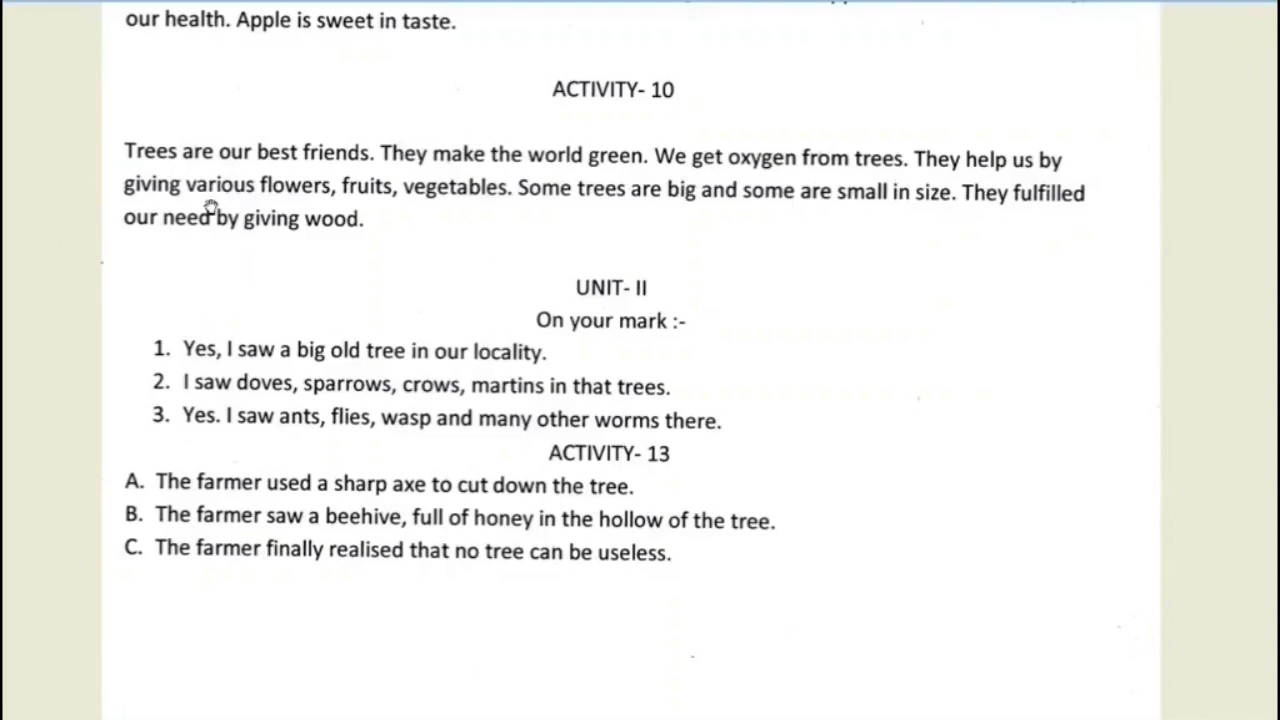 our health. Apple is sweet in taste.
ACTIVITY- 10
Trees are our best friends. They make the world green. We get oxygen from trees. They help us by
giving various flowers, fruits, vegetables. Some trees are big and some are small in size. They fulfilled
our need by giving wood.
UNIT- II
On your mark :-
1. Yes, I saw a big old tree in our locality.
2. I saw doves, sparrows, crows, martins in that trees.
3. Yes. I saw ants, flies, wasp and many other worms there.
ACTIVITY- 13
A. The farmer used a sharp axe to cut down the tree.
B. The farmer saw a beehive, full of honey in the hollow of the tree.
C. The farmer finally realised that no tree can be useless.